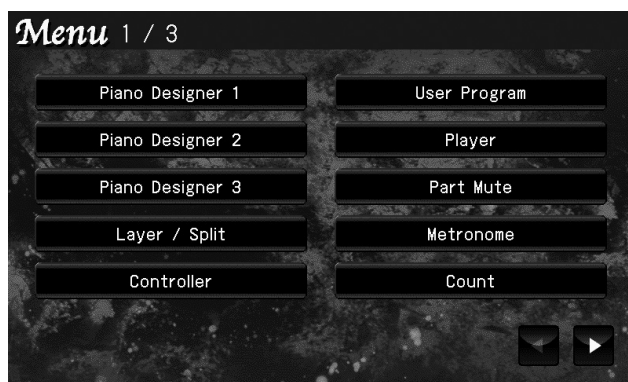 Menu 1 / 3
Piano Designer 1
Piano Designer 2
Piano Designer 3
Layer / Split
Controller
User Program
Player
Part Mute
Metronome
Count